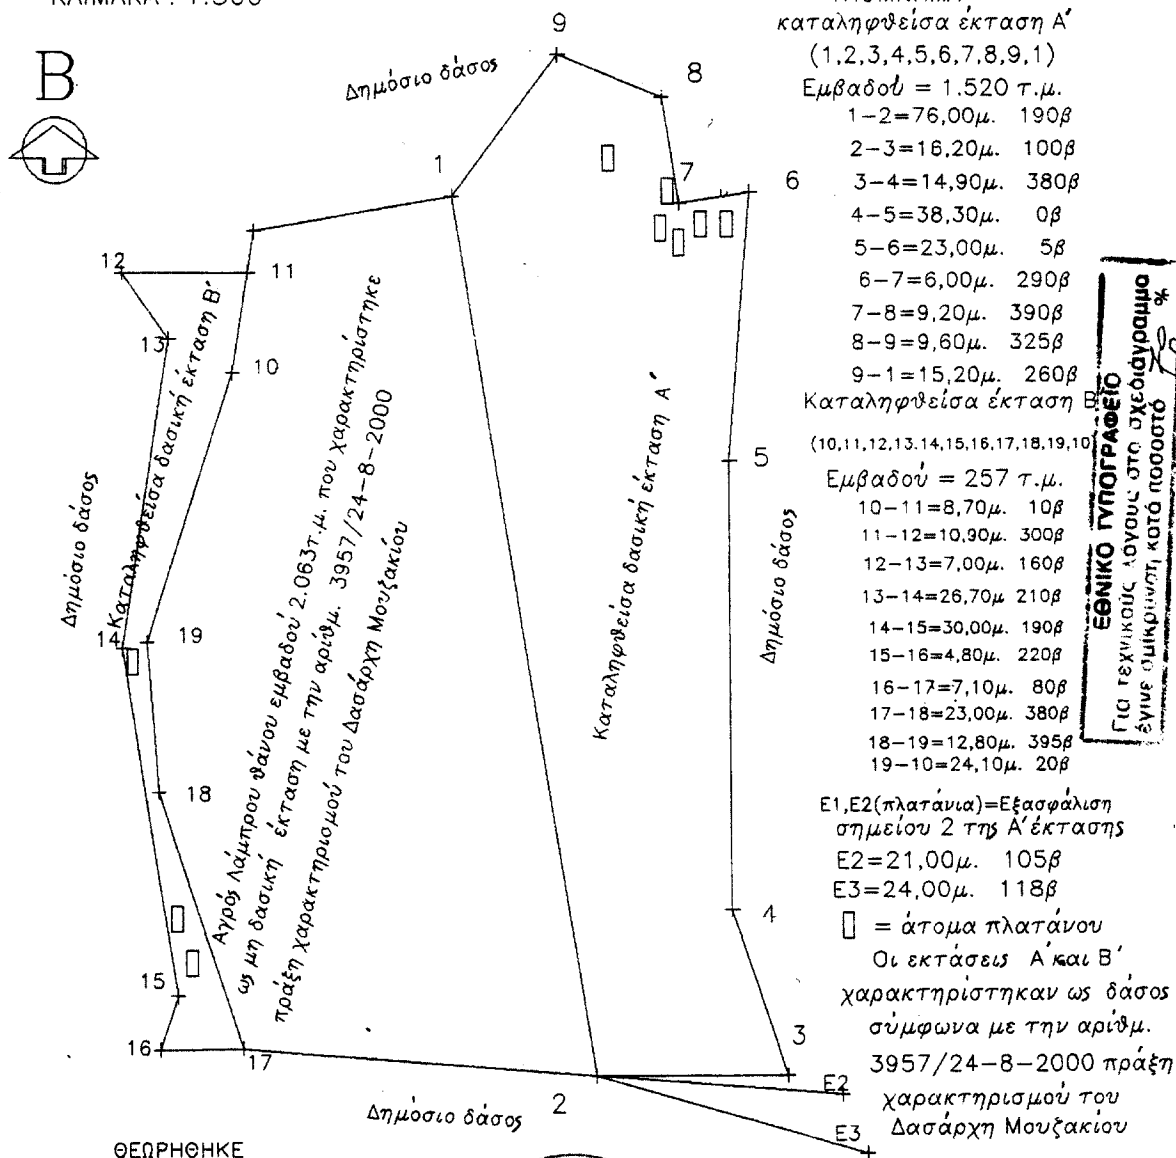 ΚΛΙΜΑΚΑ : 1:500
Β
Δημόσιο δάσος
9
8
1
7
6
12
11
13
10
5
14
19
18
4
15
16
17
3
2
Ε2
Ε3
Δημόσιο δάσος
Καταληφθείσα δασική έκταση Β'
Αγρός Λάμπρου θάνου εμβαδού 2.063τ.μ. που χαρακτηρίστηκε
ως μη δασική έκταση με την αριθμ. 3957/24-8-2000
πράξη χαρακτηρισμού του Δασάρχη Μουζακίου
Καταληφθείσα δασική έκταση Α'
Δημόσιο δάσος
Δημόσιο δάσος
ΘΕΩΡΗΘΗΚΕ
καταληφθείσα έκταση Α'
(1,2,3,4,5,6,7,8,9,1)
Εμβαδού = 1.520 τ.μ.
1-2=76,00μ. 190β
2-3=16,20μ. 100β
3-4=14,90μ. 380β
4-5=38,30μ. 0β
5-6=23,00μ. 5β
6-7=6,00μ. 290β
7-8=9,20μ. 390β
8-9=9,60μ. 325β
9-1=15,20μ. 260β
Καταληφθείσα έκταση Β'
(10,11,12,13.14,15,16,17,18,19,10)
Εμβαδού = 257 τ.μ.
10-11=8,70μ. 10β
11-12=10,90μ. 300β
12-13=7,00μ. 160β
13-14=26,70μ 210β
14-15=30,00μ. 190β
15-16=4,80μ. 220β
16-17=7,10μ. 80β
17-18=23,00μ. 380β
18-19=12,80μ. 395β
19-10=24,10μ. 20β
Ε1,Ε2(πλατάνια)=Εξασφάλιση
σημείου 2 της Α'έκτασης
Ε2=21,00μ. 105β
Ε3=24,00μ. 118β
= άτομα πλατάνου
Οι εκτάσεις Α'και Β'
χαρακτηρίστηκαν ως δάσος
σύμφωνα με την αριθμ.
3957/24-8-2000 πράξη
χαρακτηρισμού του
Δασάρχη Μουζακίου
ΕΘΝΙΚΟ ΤΥΠΟΓΡΑΦΕΙΟ
Για τεχνικούς λόγους στο σχεδιάγραμμα
έγινε σμίκρυνση κατά ποσοστό %